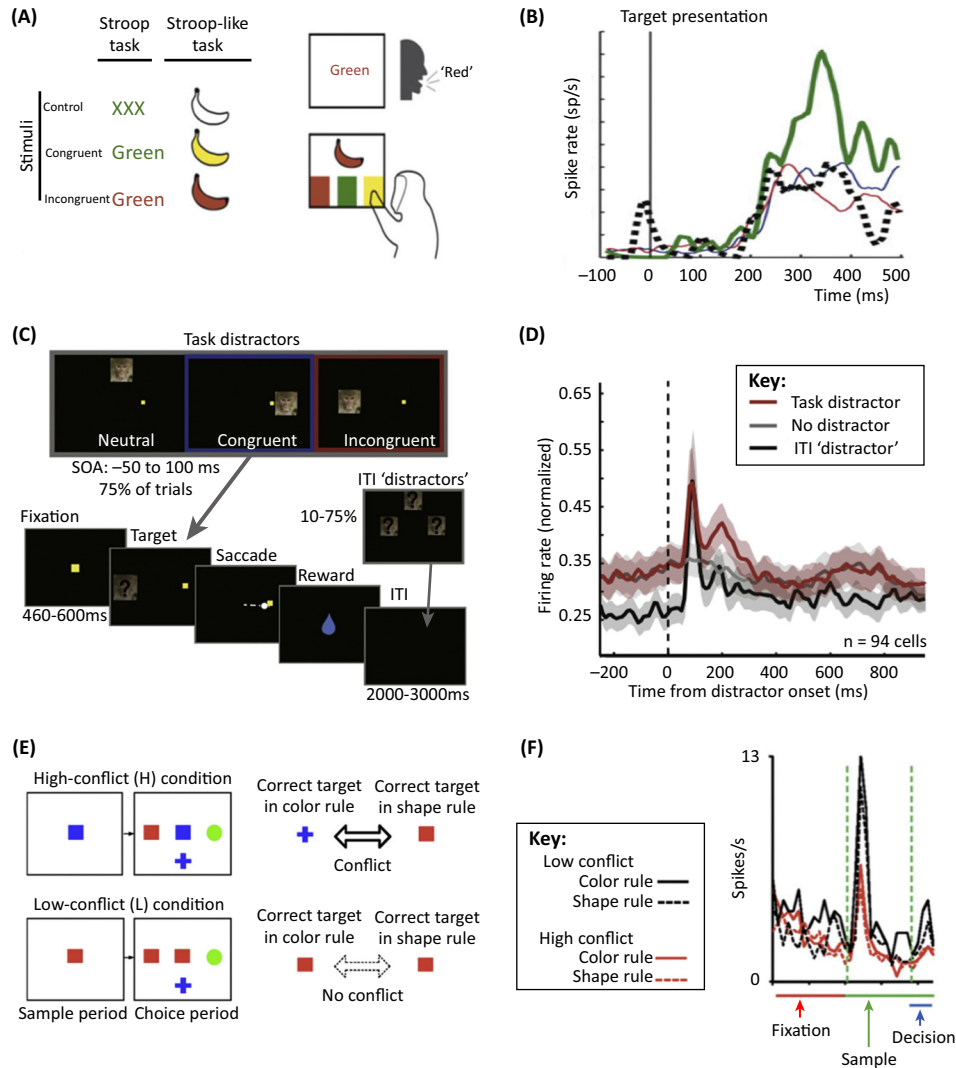 (A)
Stroop task
Stroop-like task
Stimuli
Control
XXX
Congruent
Green
Incongruent
Green
Green
‘Red’
(B)
Target presentation
Spike rate (sp/s)
–100 0 100 200 300 400 500
Time (ms)
(C)
Task distractors
Neutral
Congruent
Incongruent
SOA: –50 to 100 ms
75% of trials
ITI ‘distractors’
10-75%
? ? ?
Fixation
Target
?
Saccade
Reward
ITI
460-600ms
2000-3000ms
(D)
Key:
Task distractor
No distractor
ITI ‘distractor’
Firing rate (normalized)
0.65
0.55
0.45
0.35
0.25
n = 94 cells
–200 0 200 400 600 800
Time from distractor onset (ms)
(E)
High-conflict (H) condition
Correct target in color rule
Correct target in shape rule
Conflict
Low-conflict (L) condition
Correct target in color rule
Correct target in shape rule
No conflict
Sample period
Choice period
(F)
Key:
Low conflict
Color rule
Shape rule
High conflict
Color rule
Shape rule
Spikes/s
13
0
Fixation
Sample
Decision